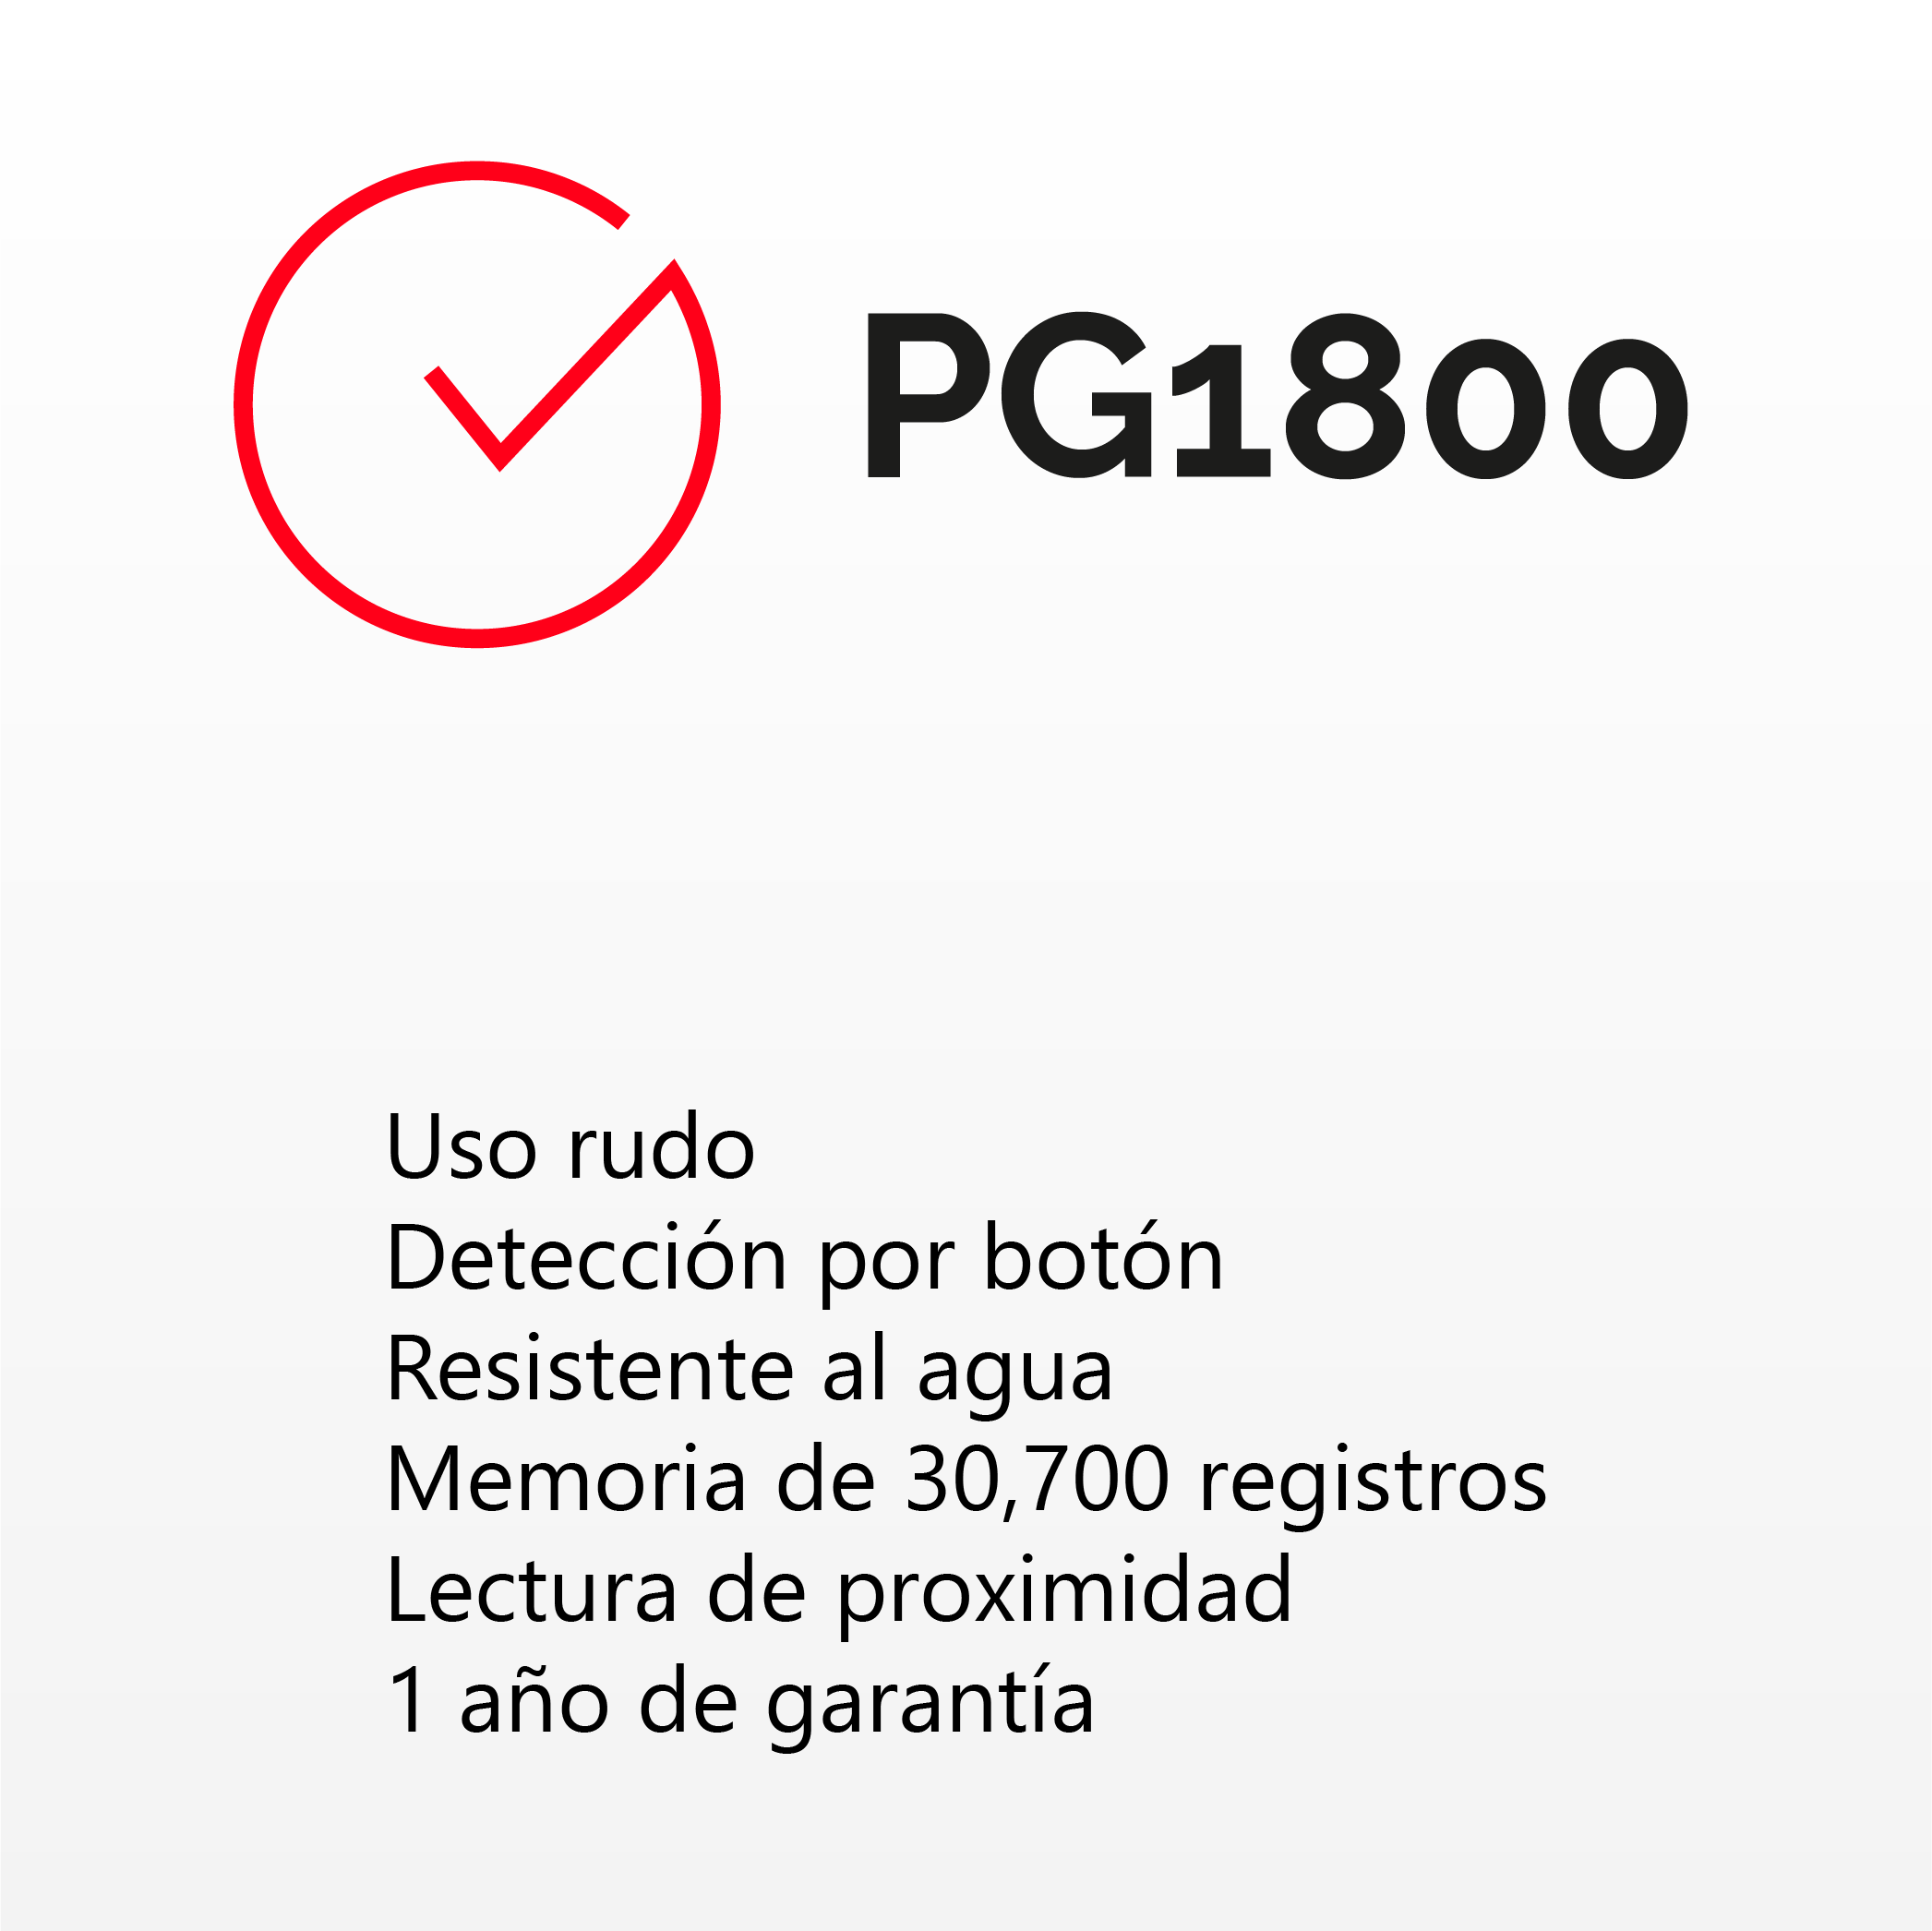 PG1800
Uso rudo
Detección por botón
Resistente al agua
Memoria de 30,700 registros
Lectura de proximidad
1 año de garantía